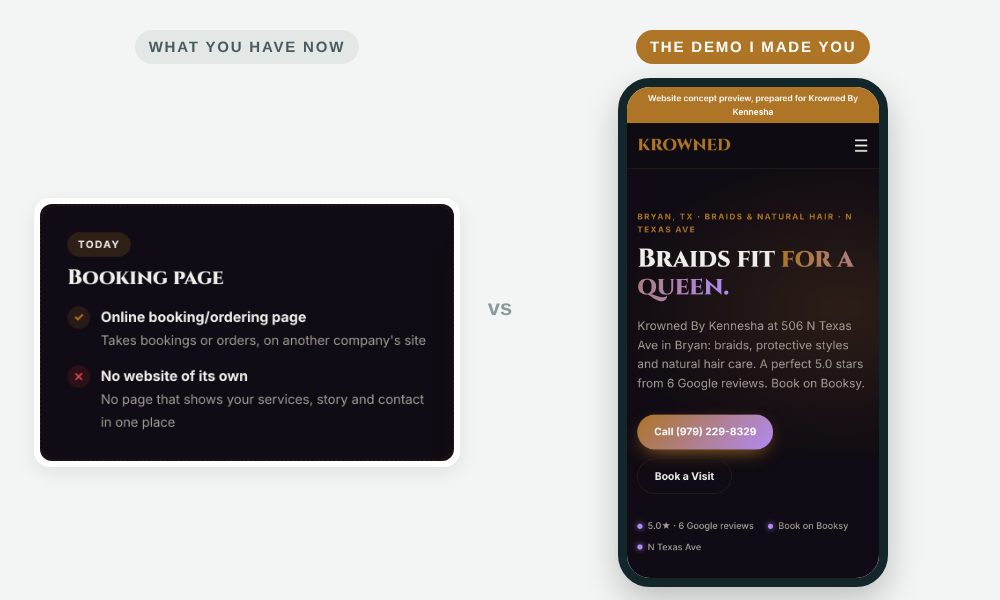 WHAT YOU HAVE NOW
TODAY
Booking page
Online booking/ordering page
Takes bookings or orders, on another company's site
No website of its own
No page that shows your services, story and contact
in one place
vs
THE DEMO I MADE YOU
Website concept preview, prepared for Krowned By
Kennesha
KROWNED
BRYAN, TX · BRAIDS & NATURAL HAIR · N
TEXAS AVE
Braids fit for a
queen.
Krowned By Kennesha at 506 N Texas
Ave in Bryan: braids, protective styles
and natural hair care. A perfect 5.0 stars
from 6 Google reviews. Book on Booksy.
Call (979) 229-8329
Book a Visit
5.0★ · 6 Google reviews
Book on Booksy
N Texas Ave